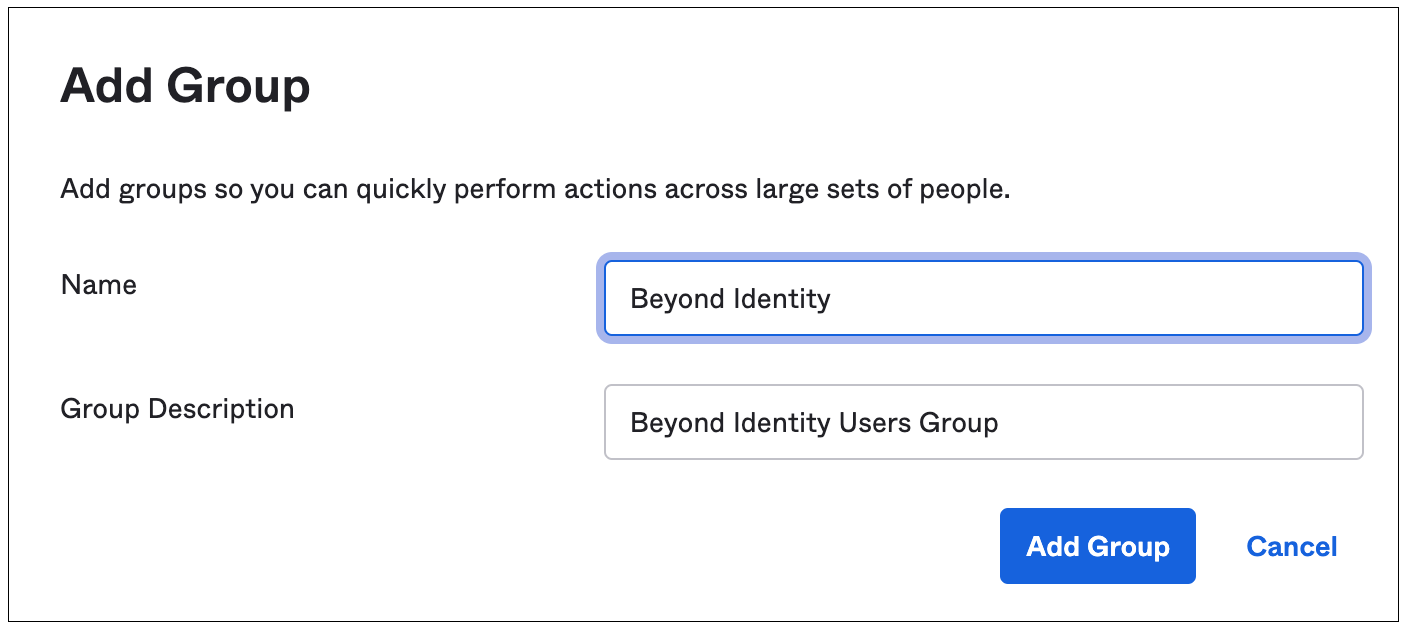 Add Group
Add groups so you can quickly perform actions across large sets of people.
Name
Beyond Identity
Group Description
Beyond Identity Users Group
Add Group
Cancel